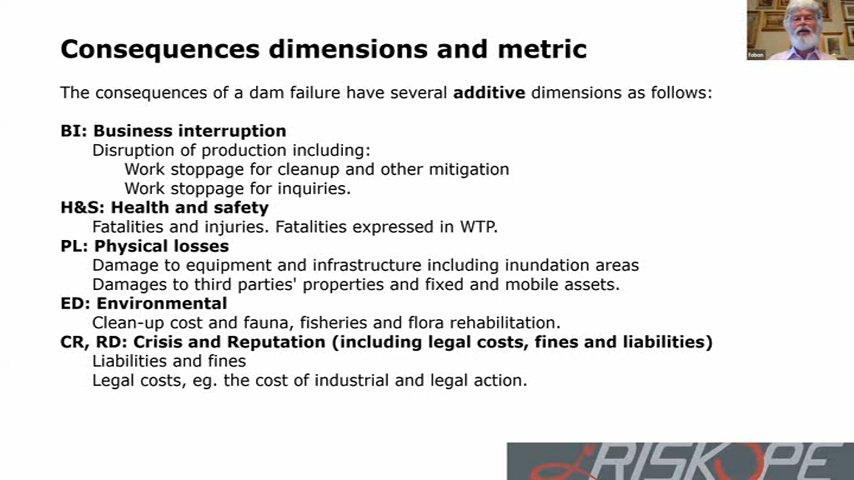 Consequences dimensions and metric
The consequences of a dam failure have several additive dimensions as follows:
BI: Business interruption
Disruption of production including:
Work stoppage for cleanup and other mitigation
Work stoppage for inquiries.
H&S: Health and safety
Fatalities and injuries. Fatalities expressed in WTP.
PL: Physical losses
Damage to equipment and infrastructure including inundation areas
Damages to third parties' properties and fixed and mobile assets.
ED: Environmental
Clean-up cost and fauna, fisheries and flora rehabilitation.
CR, RD: Crisis and Reputation (including legal costs, fines and liabilities)
Liabilities and fines
Legal costs, eg. the cost of industrial and legal action.
RISKOPE